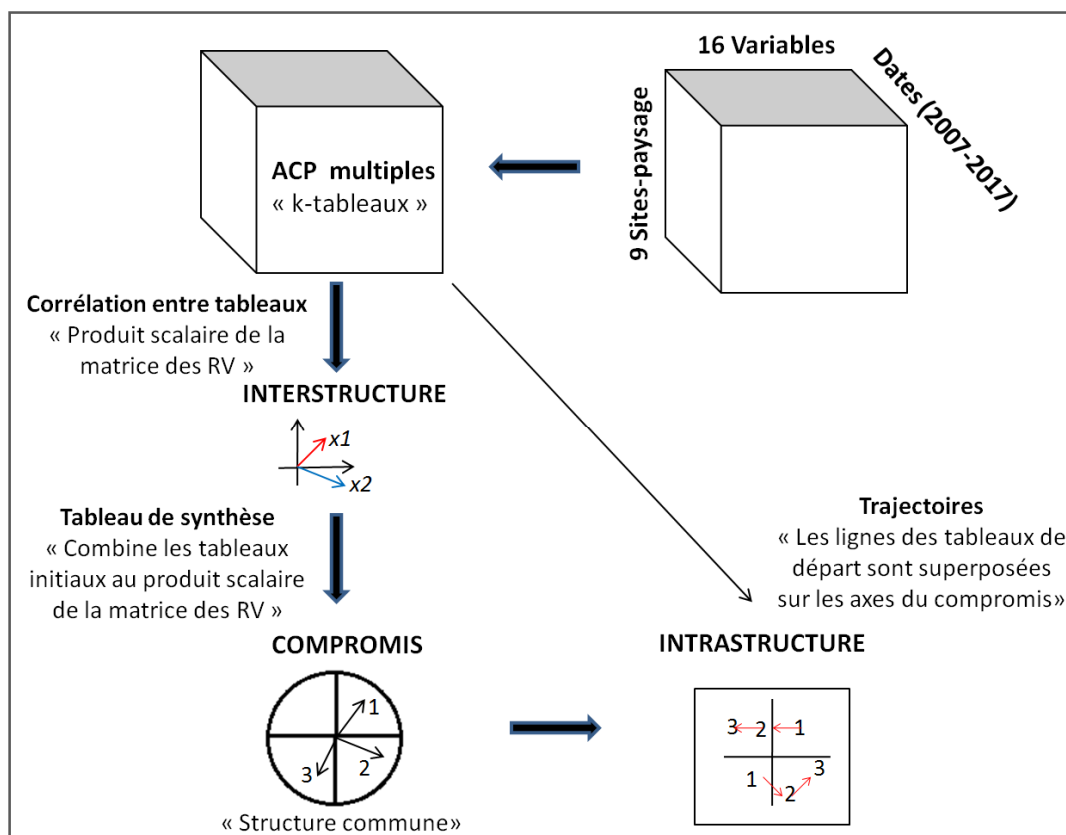 16 Variables
Dates (2007-2017)
9 Sites-paysage
ACP multiples
« k-tableaux »
Corrélation entre tableaux
« Produit scalaire de la
matrice des RV »
INTERSTRUCTURE
x1
x2
Tableau de synthèse
« Combine les tableaux
initiaux au produit scalaire
de la matrice des RV »
Trajectoires
« Les lignes des tableaux de
départ sont superposées
sur les axes du compromis»
COMPROMIS
1
2
3
« Structure commune»
INTRASTRUCTURE
3 2 1
1 2 3